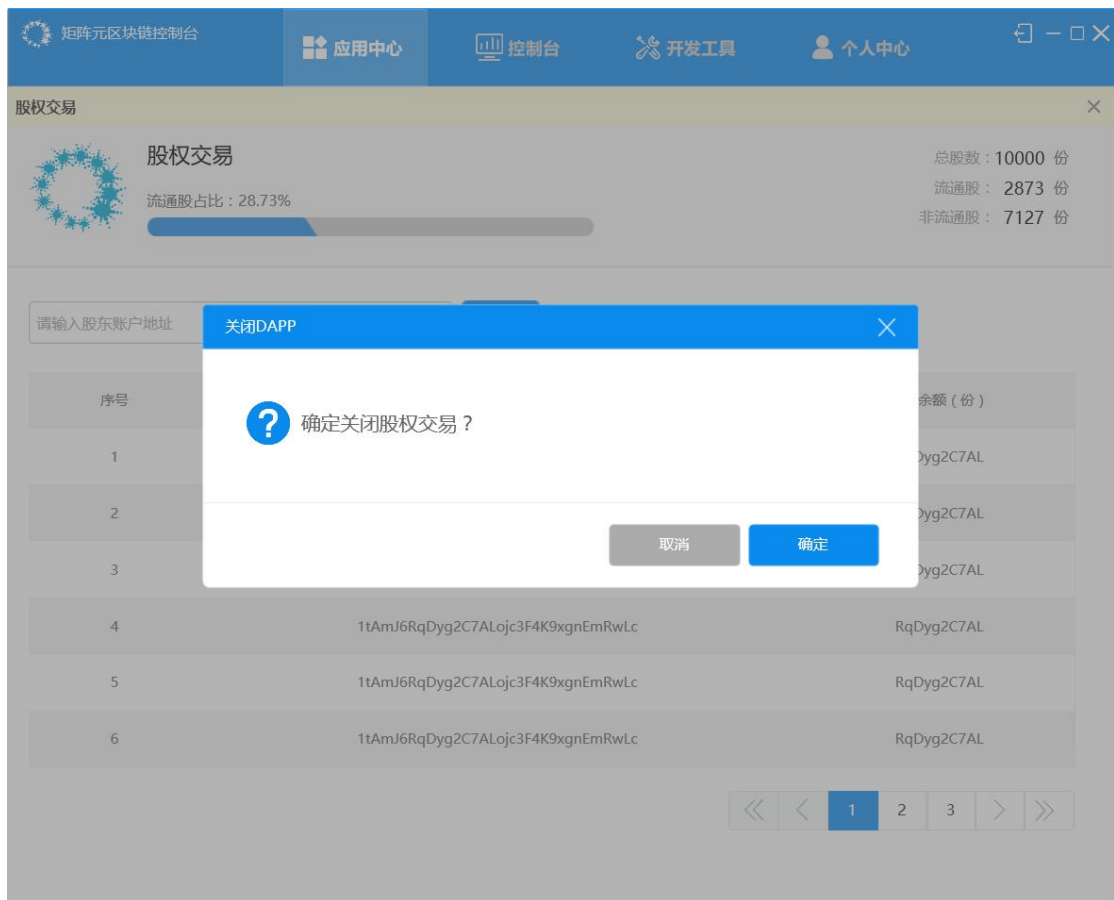 矩阵元区块链控制台
应用中心
控制台
开发工具
个人中心
股权交易
股权交易
流通股占比：28.73%
总股数：10000 份
流通股： 2873 份
非流通股： 7127 份
请输入股东账户地址
关闭DAPP
确定关闭股权交易？
取消 确定
序号 余额（份）
1 Dyg2C7AL
2 Dyg2C7AL
3 Dyg2C7AL
4 1tAmJ6RqDyg2C7ALojc3F4K9xgnEmRwLc RqDyg2C7AL
5 1tAmJ6RqDyg2C7ALojc3F4K9xgnEmRwLc RqDyg2C7AL
6 1tAmJ6RqDyg2C7ALojc3F4K9xgnEmRwLc RqDyg2C7AL
1 2 3